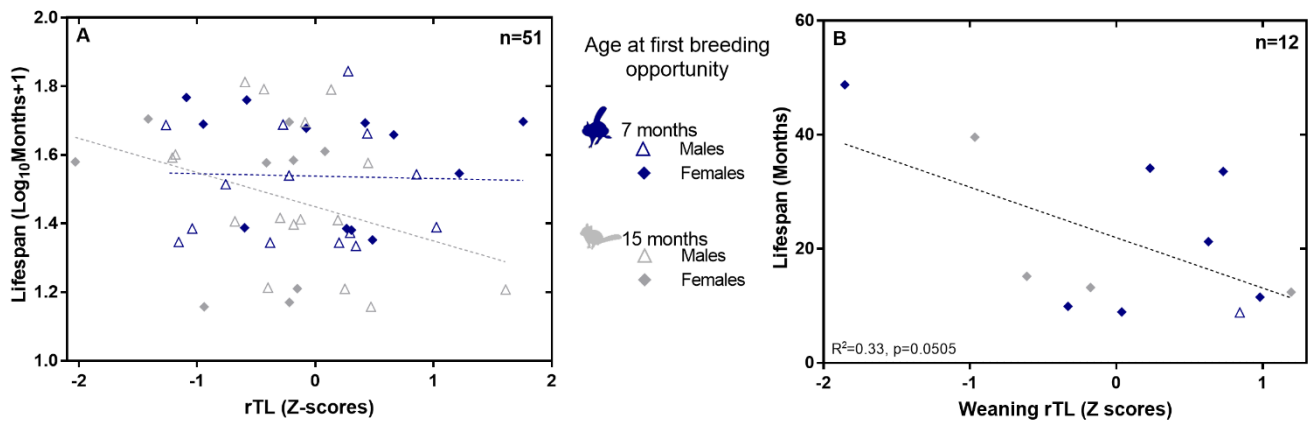 A
n=51
Lifespan (Log10Months+1)
2.0
1.8
1.6
1.4
1.2
1.0
-2
-1
0
1
2
rTL (Z-scores)
Age at first breeding
opportunity
7 months
Males
Females
15 months
Males
Females
B
n=12
Lifespan (Months)
60
40
20
0
R²=0.33, p=0.0505
-2
-1
0
1
Weaning rTL (Z scores)